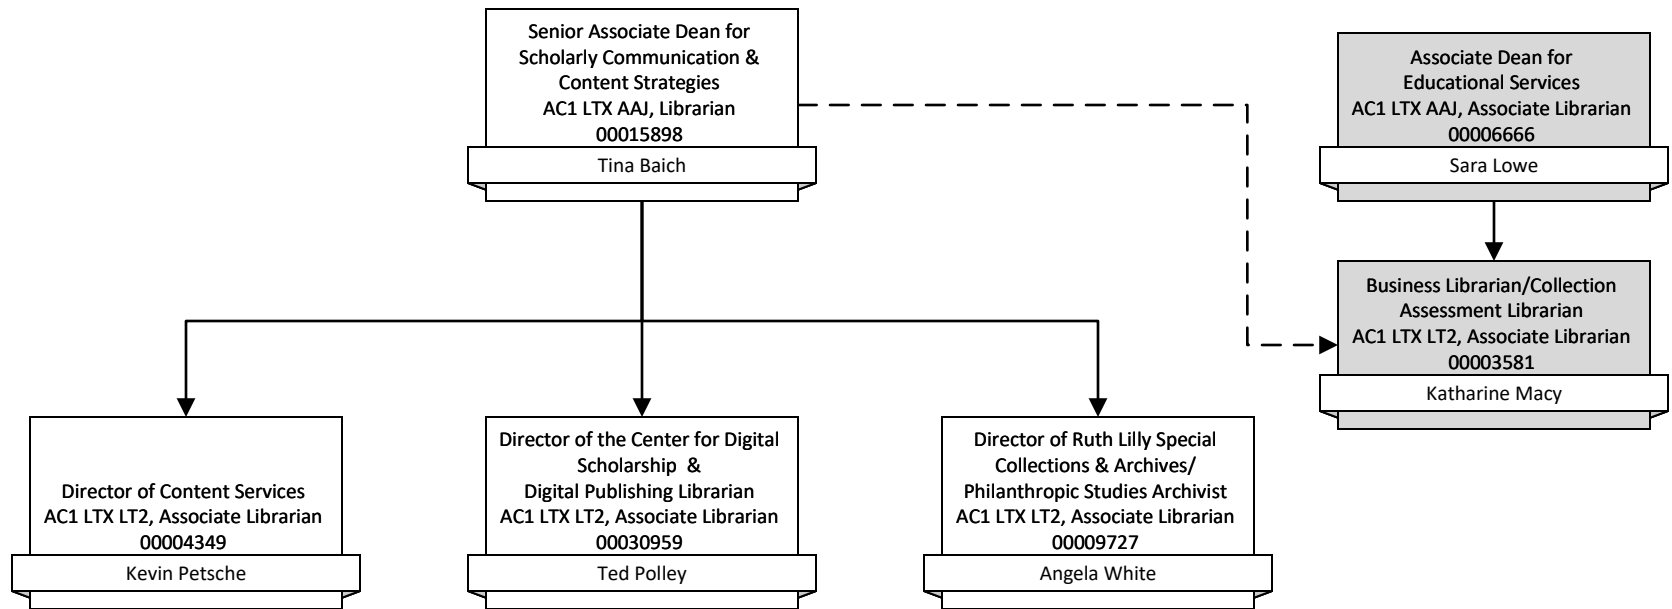 Senior Associate Dean for
Scholarly Communication &
Content Strategies
AC1 LTX AAJ, Librarian
00015898
Tina Baich
Associate Dean for
Educational Services
AC1 LTX AAJ, Associate Librarian
00006666
Sara Lowe
Business Librarian/Collection
Assessment Librarian
AC1 LTX LT2, Associate Librarian
00003581
Katharine Macy
Director of Content Services
AC1 LTX LT2, Associate Librarian
00004349
Kevin Petsche
Director of the Center for Digital
Scholarship &
Digital Publishing Librarian
AC1 LTX LT2, Associate Librarian
00030959
Ted Polley
Director of Ruth Lilly Special
Collections & Archives/
Philanthropic Studies Archivist
AC1 LTX LT2, Associate Librarian
00009727
Angela White